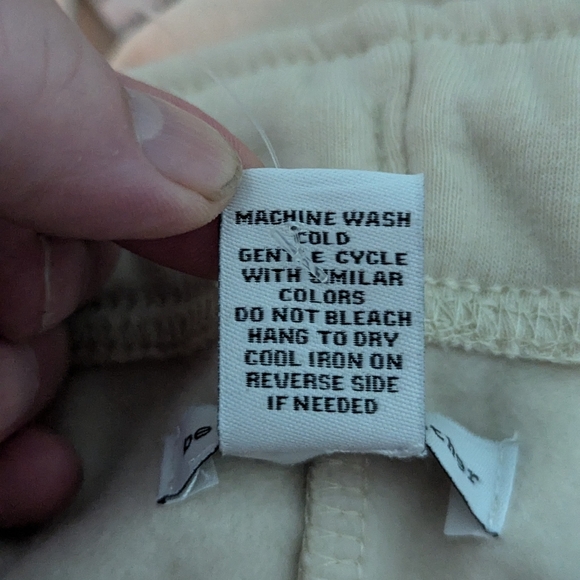 MACHINE WASH
COLD
GENTLE CYCLE
WITH SIMILAR
COLORS
DO NOT BLEACH
HANG TO DRY
COOL IRON ON
REVERSE SIDE
IF NEEDED